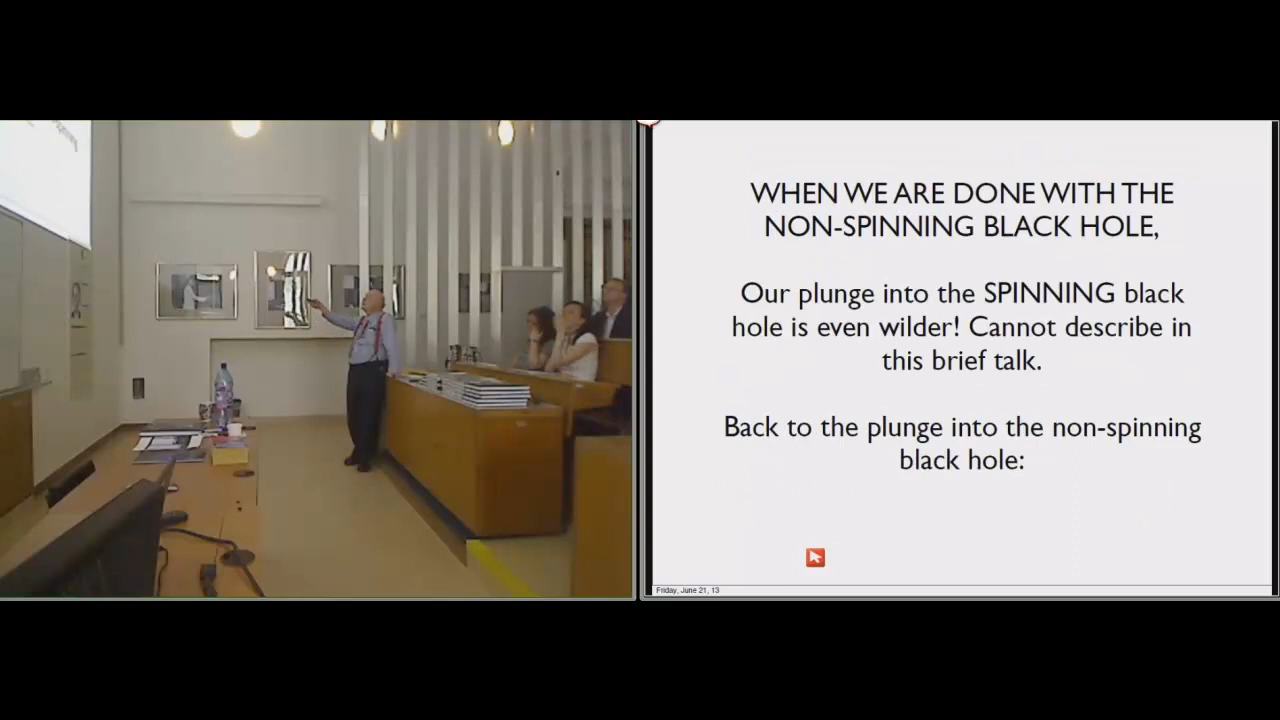 WHEN WE ARE DONE WITH THE
NON-SPINNING BLACK HOLE,
Our plunge into the SPINNING black
hole is even wilder! Cannot describe in
this brief talk.
Back to the plunge into the non-spinning
black hole:
Friday, June 21, 13